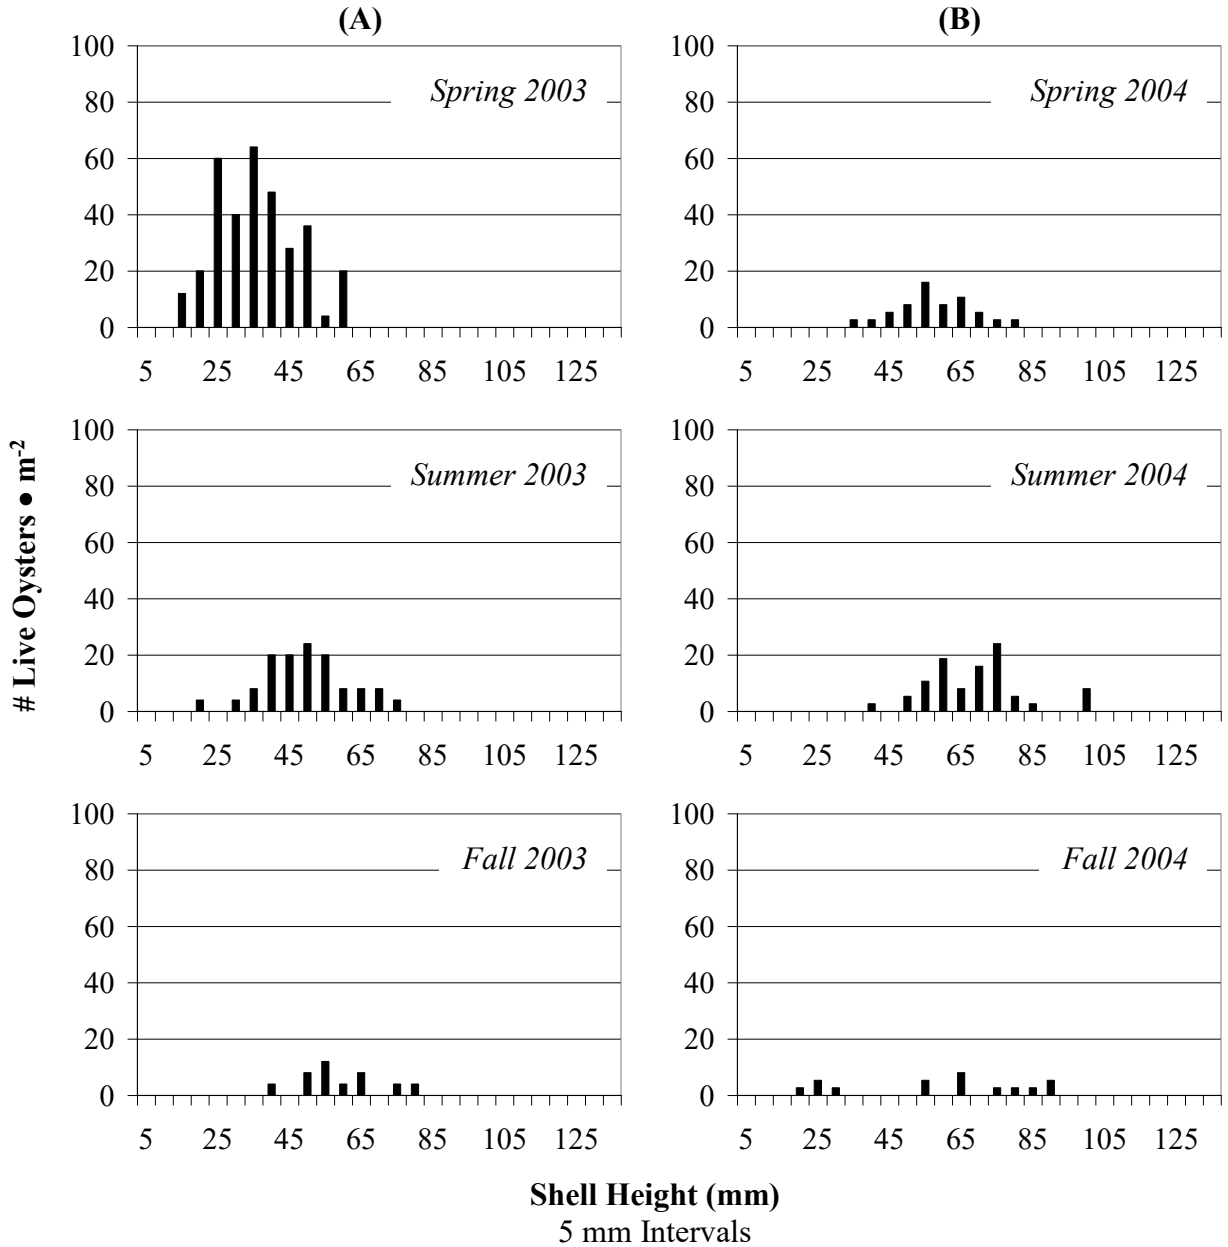 (A)
100
80
60
40
20
0
Spring 2003
5 25 45 65 85 105 125
(B)
100
80
60
40
20
0
Spring 2004
5 25 45 65 85 105 125
# Live Oysters ● m⁻²
100
80
60
40
20
0
Summer 2003
5 25 45 65 85 105 125
100
80
60
40
20
0
Summer 2004
5 25 45 65 85 105 125
100
80
60
40
20
0
Fall 2003
5 25 45 65 85 105 125
100
80
60
40
20
0
Fall 2004
5 25 45 65 85 105 125
Shell Height (mm)
5 mm Intervals